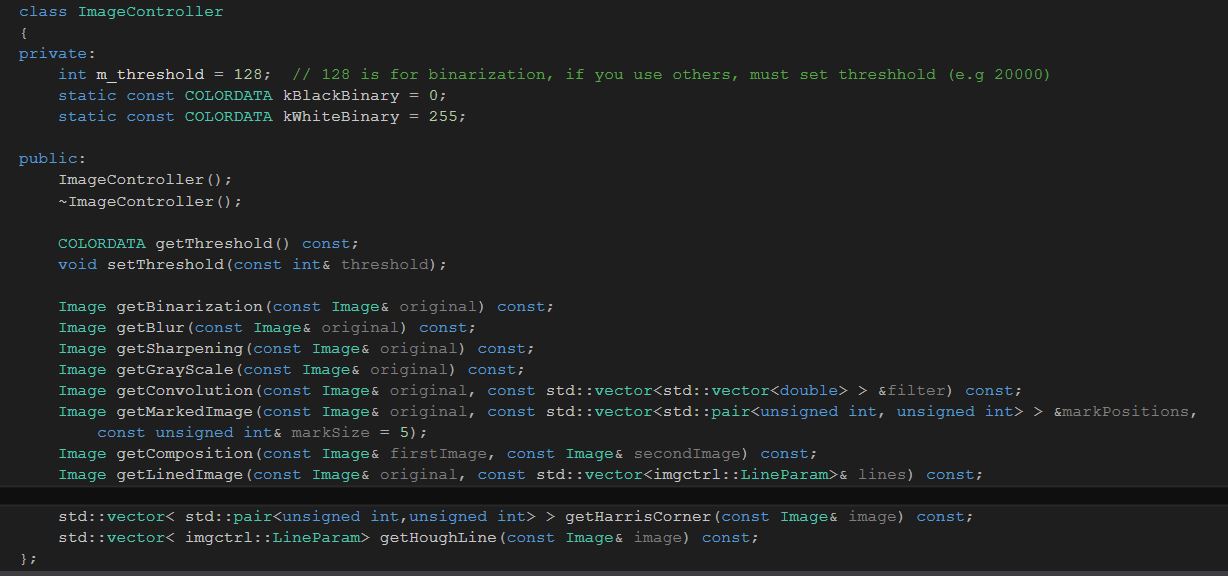 class ImageController
{
private:
    int m_threshold = 128;  // 128 is for binarization, if you use others, must set threshhold (e.g 20000)
    static const COLORDATA kBlackBinary = 0;
    static const COLORDATA kWhiteBinary = 255;

public:
    ImageController();
    ~ImageController();

    COLORDATA getThreshold() const;
    void setThreshold(const int& threshold);

    Image getBinarization(const Image& original) const;
    Image getBlur(const Image& original) const;
    Image getSharpening(const Image& original) const;
    Image getGrayScale(const Image& original) const;
    Image getConvolution(const Image& original, const std::vector<std::vector<double> > &filter) const;
    Image getMarkedImage(const Image& original, const std::vector<std::pair<unsigned int, unsigned int> > &markPositions,
        const unsigned int& markSize = 5);
    Image getComposition(const Image& firstImage, const Image& secondImage) const;
    Image getLinedImage(const Image& original, const std::vector<imgctrl::LineParam>& lines) const;

    std::vector< std::pair<unsigned int,unsigned int> > getHarrisCorner(const Image& image) const;
    std::vector< imgctrl::LineParam> getHoughLine(const Image& image) const;
};